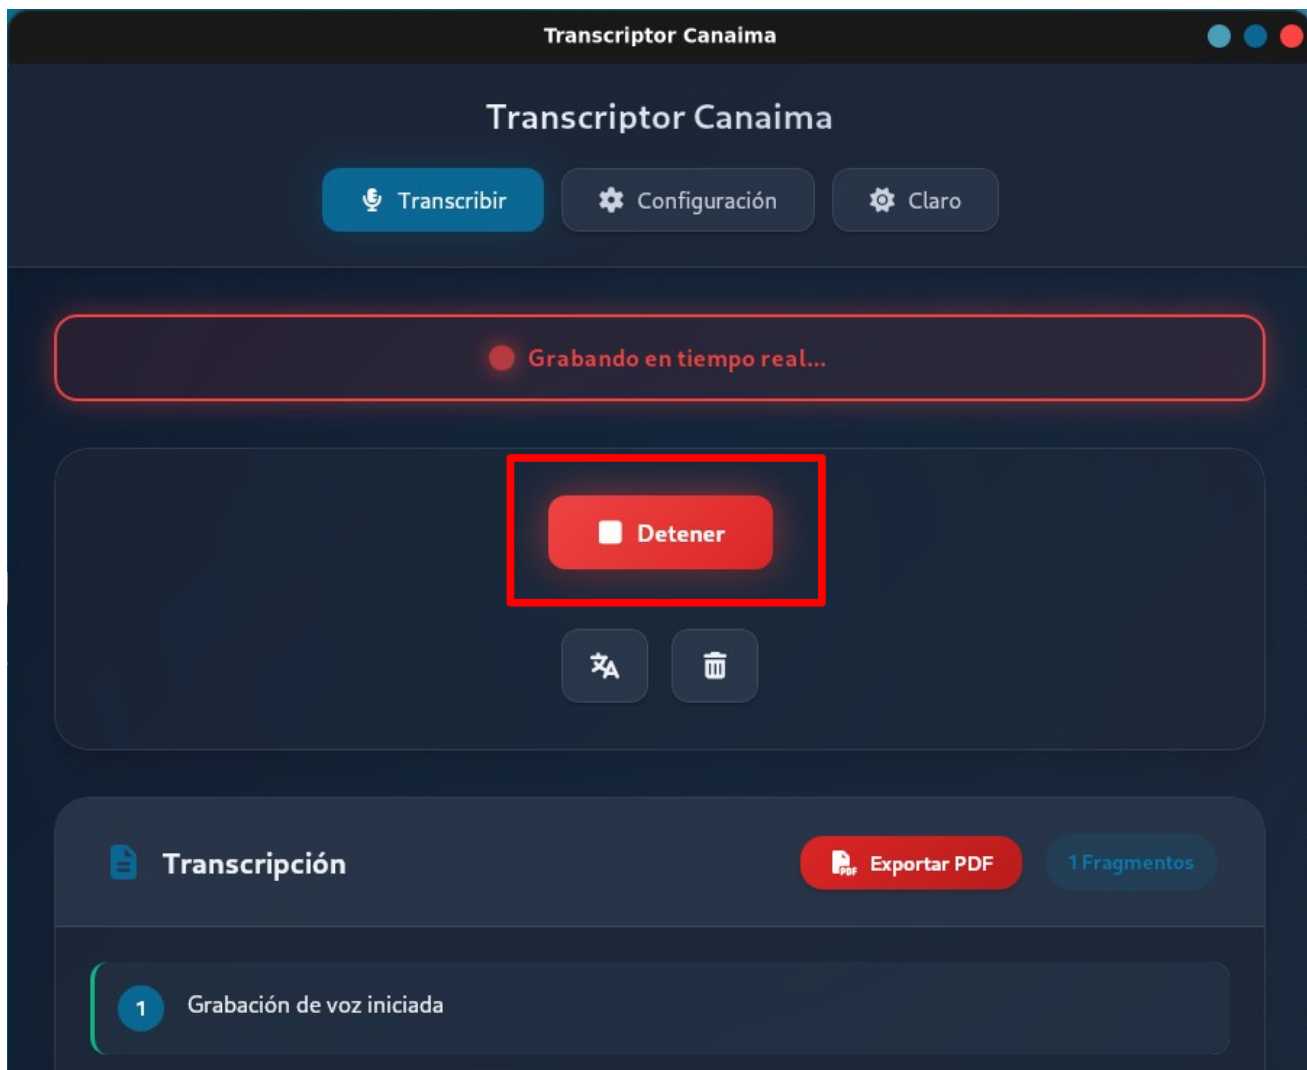 Transcriptor Canaima
Transcriptor Canaima
Transcribir
Configuración
Claro
Grabando en tiempo real...
Detener
Transcripción
PDF
Exportar PDF
1 Fragmentos
1
Grabación de voz iniciada